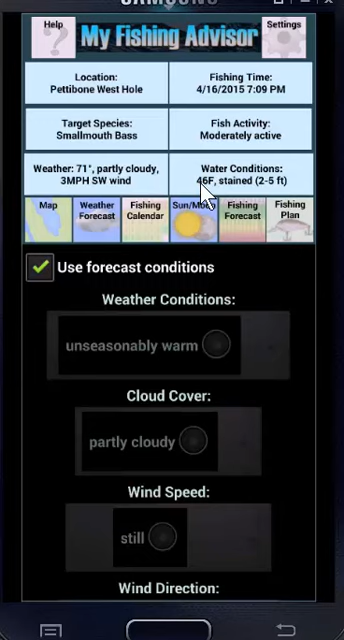 SAMSUNG
Help
My Fishing Advisor
Settings
Location:
Pettibone West Hole
Fishing Time:
4/16/2015 7:09 PM
Target Species:
Smallmouth Bass
Fish Activity:
Moderately active
Weather: 71°, partly cloudy,
3MPH SW wind
Water Conditions:
46F, stained (2-5 ft)
Map
Weather
Forecast
Fishing
Calendar
Sun/Moon
Fishing
Forecast
Fishing
Plan
Use forecast conditions
Weather Conditions:
unseasonably warm
Cloud Cover:
partly cloudy
Wind Speed:
still
Wind Direction: